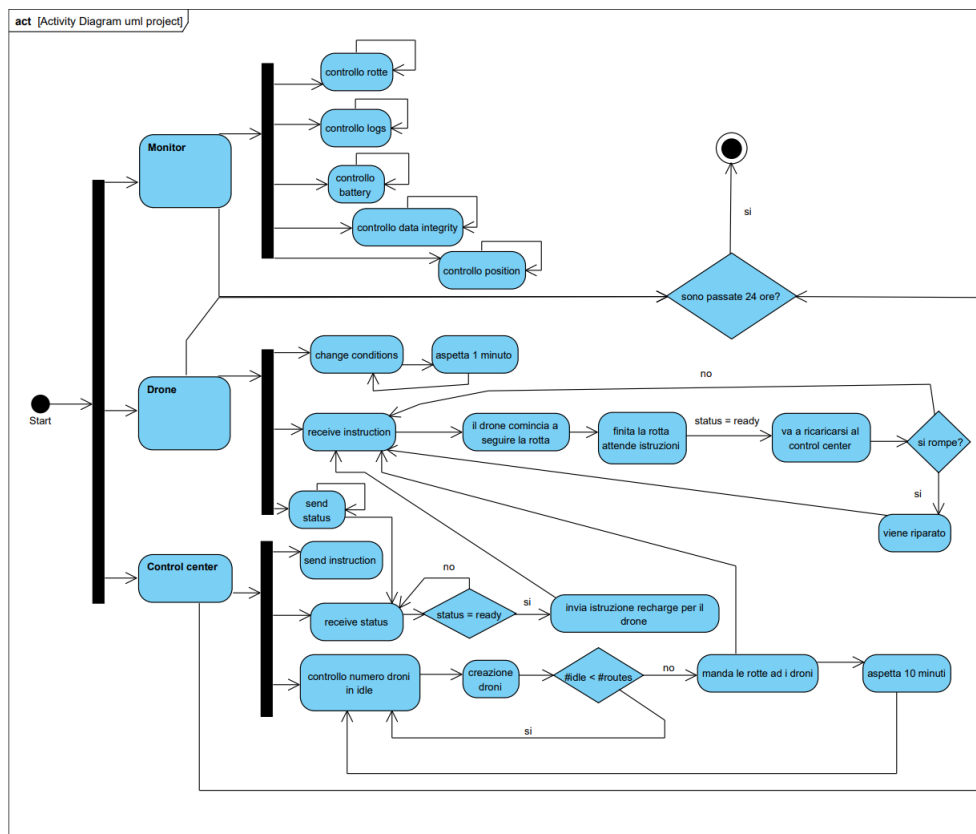 act [Activity Diagram uml project]
controllo rotte
controllo logs
Monitor
controllo
battery
controllo data integrity
controllo position
si
sono passate 24 ore?
change conditions
aspetta 1 minuto
no
Drone
Start
receive instruction
il drone comincia a
seguire la rotta
finita la rotta
attende istruzioni
status = ready
va a ricaricarsi al
control center
si rompe?
si
send
status
viene riparato
Control center
send instruction
no
receive status
status = ready
si
invia istruzione recharge per il
drone
controllo numero droni
in idle
creazione
droni
#idle < #routes
no
manda le rotte ad i droni
aspetta 10 minuti
si